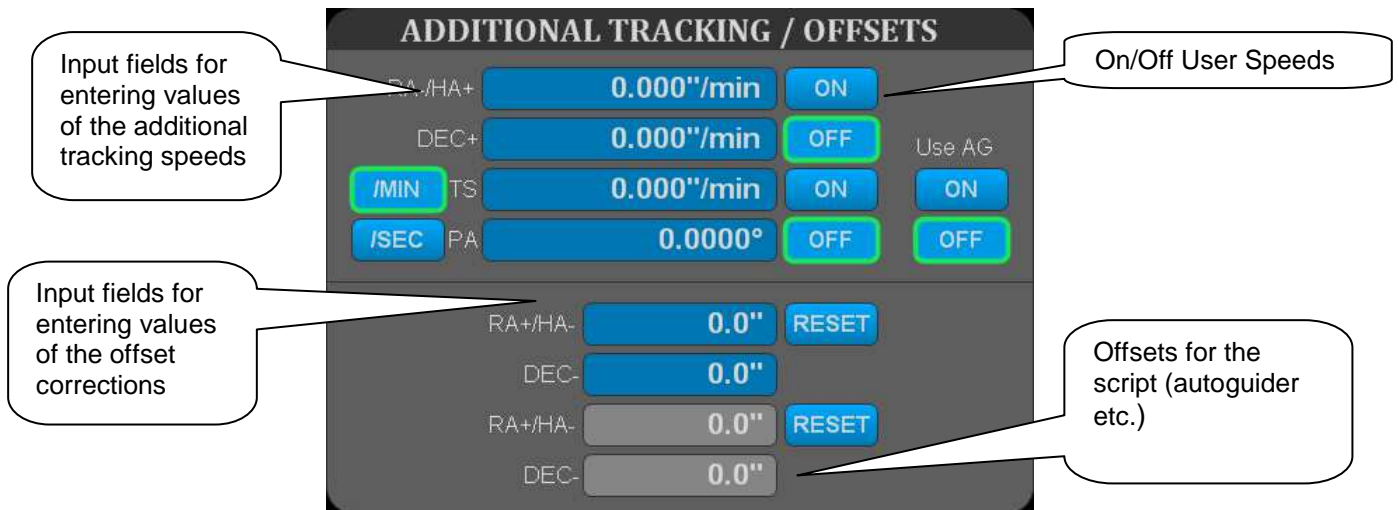 ADDITIONAL TRACKING / OFFSETS
Input fields for
entering values
of the additional
tracking speeds
On/Off User Speeds
RA-/HA+ 0.000"/min ON
DEC+ 0.000"/min OFF Use AG
/MIN TS 0.000"/min ON ON
/SEC PA 0.0000° OFF OFF
Input fields for
entering values
of the offset
corrections
RA+/HA- 0.0" RESET
DEC- 0.0"
RA+/HA- 0.0" RESET
DEC- 0.0"
Offsets for the
script (autoguider
etc.)